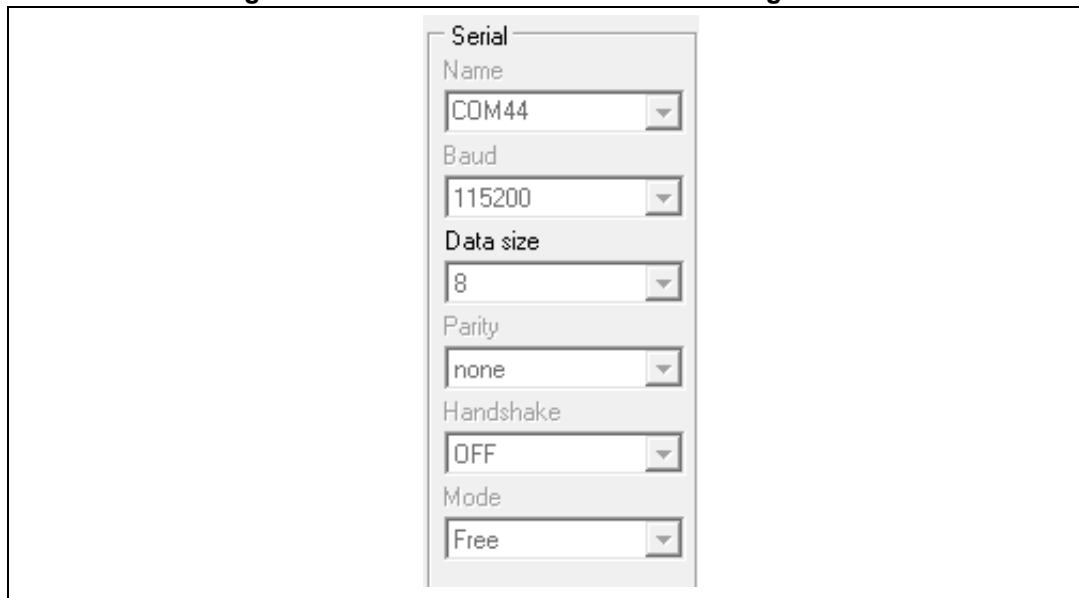 Serial
Name
COM44
Baud
115200
Data size
8
Parity
none
Handshake
OFF
Mode
Free